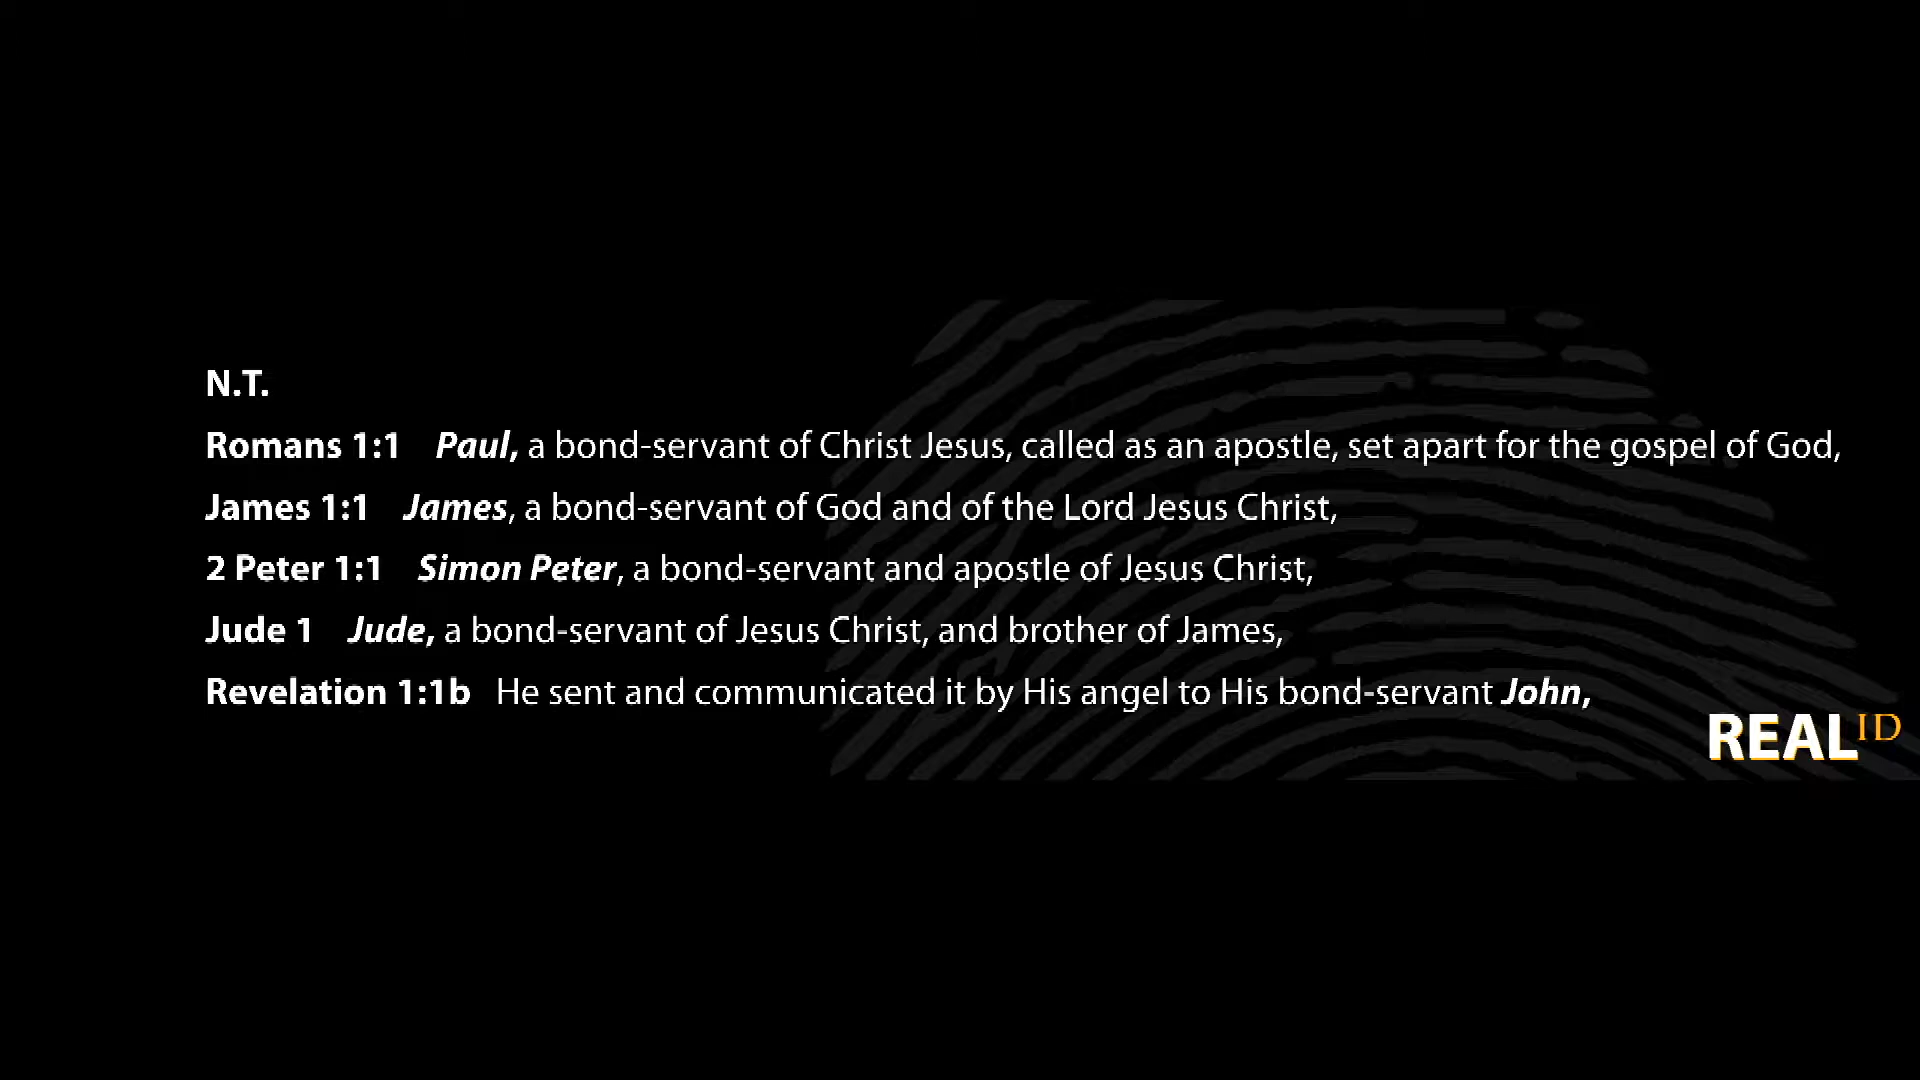 N.T.
Romans 1:1 Paul, a bond-servant of Christ Jesus, called as an apostle, set apart for the gospel of God,
James 1:1 James, a bond-servant of God and of the Lord Jesus Christ,
2 Peter 1:1 Simon Peter, a bond-servant and apostle of Jesus Christ,
Jude 1 Jude, a bond-servant of Jesus Christ, and brother of James,
Revelation 1:1b He sent and communicated it by His angel to His bond-servant John,
REAL ID